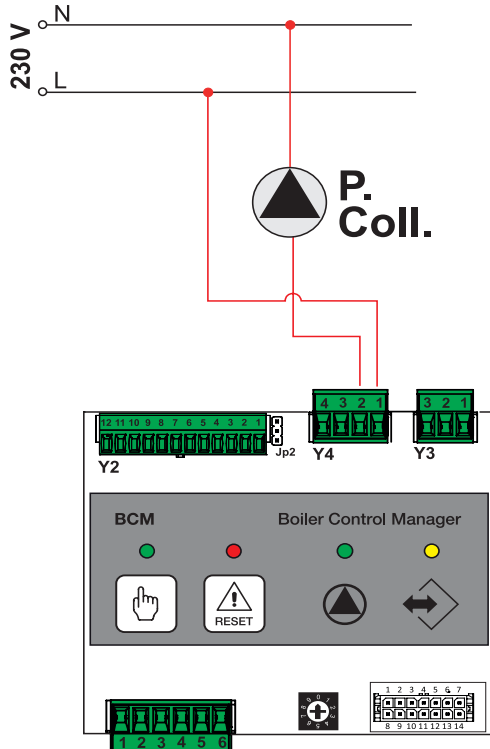 N
230 V
L
P.
Coll.
4 3 2 1
3 2 1
12 11 10 9 8 7 6 5 4 3 2 1
Jp2
Y2
Y4
Y3
BCM
Boiler Control Manager
RESET
1 2 3 4 5 6 7
8 9 10 11 12 13 14
1 2 3 4 5 6